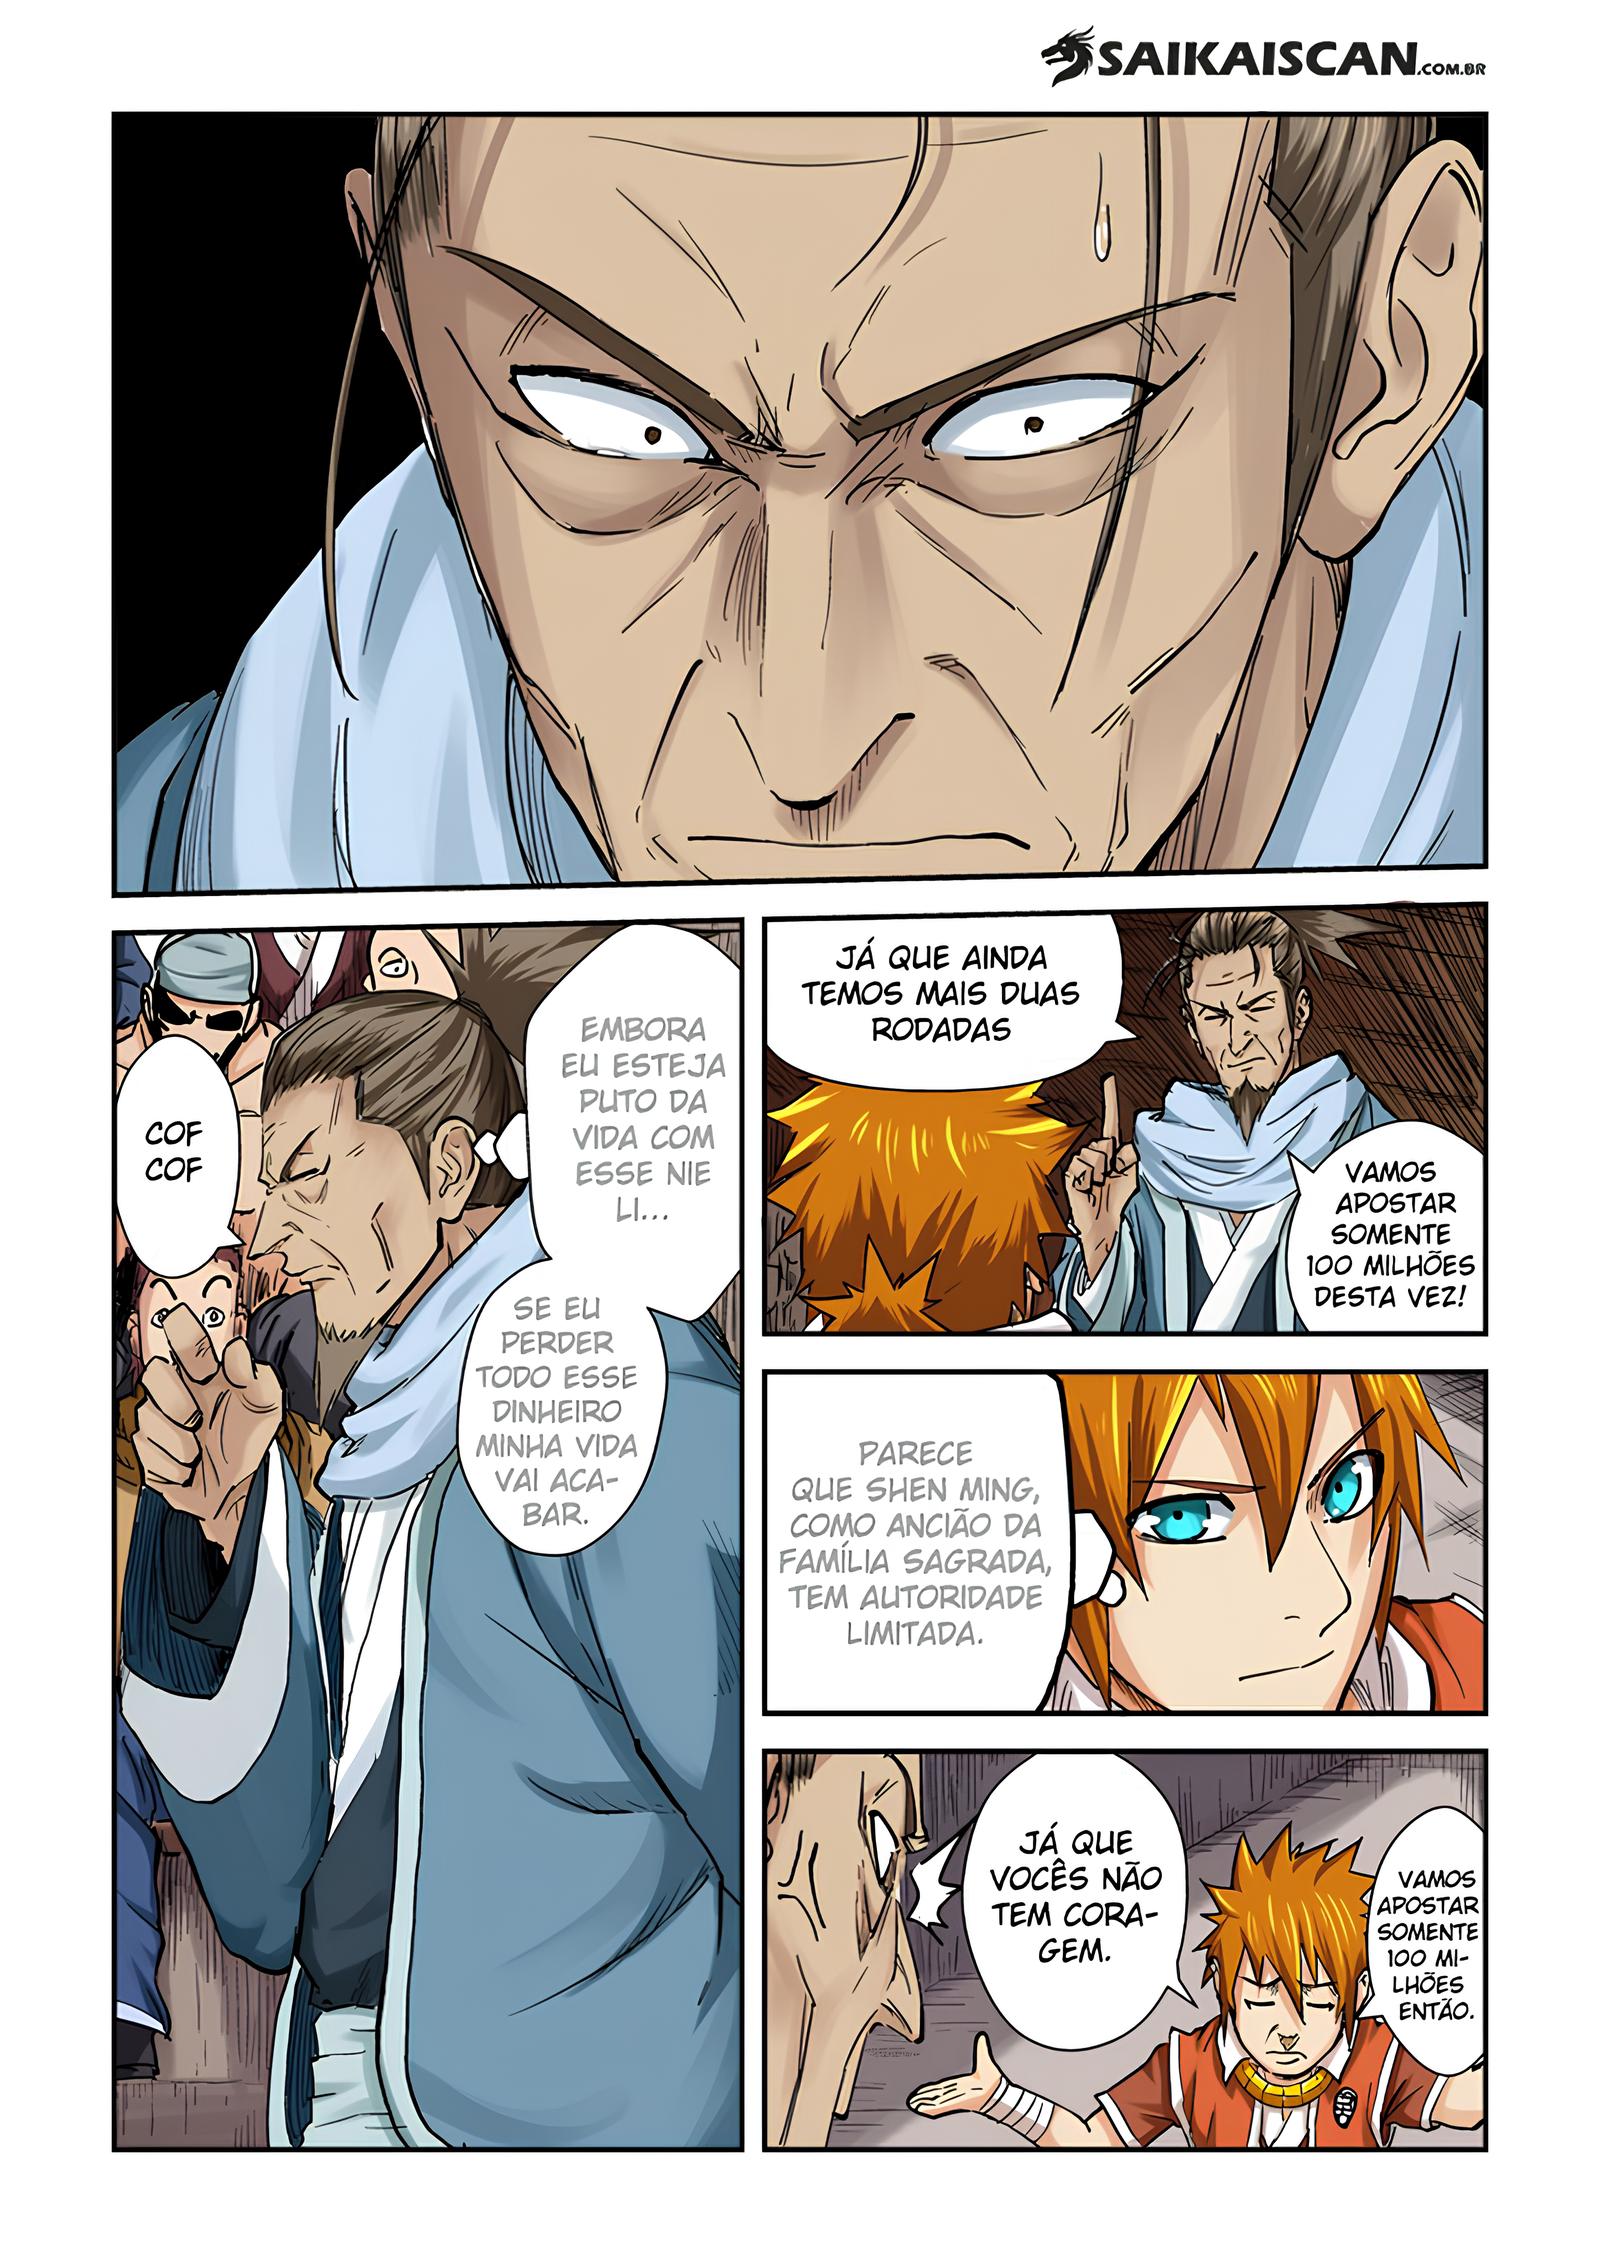 SAIKAISCAN.COM.BR
COF
COF
EMBORA
EU ESTEJA
PUTO DA
VIDA COM
ESSE NIE
LI...
SE EU
PERDER
TODO ESSE
DINHEIRO
MINHA VIDA
VAI ACA-
BAR.
JÁ QUE AINDA
TEMOS MAIS DUAS
RODADAS
VAMOS
APOSTAR
SOMENTE
100 MILHÕES
DESTA VEZ!
PARECE
QUE SHEN MING,
COMO ANCIÃO DA
FAMÍLIA SAGRADA,
TEM AUTORIDADE
LIMITADA.
JÁ QUE
VOCÊS NÃO
TEM CORA-
GEM.
VAMOS
APOSTAR
SOMENTE
100 MI-
LHÕES
ENTÃO.